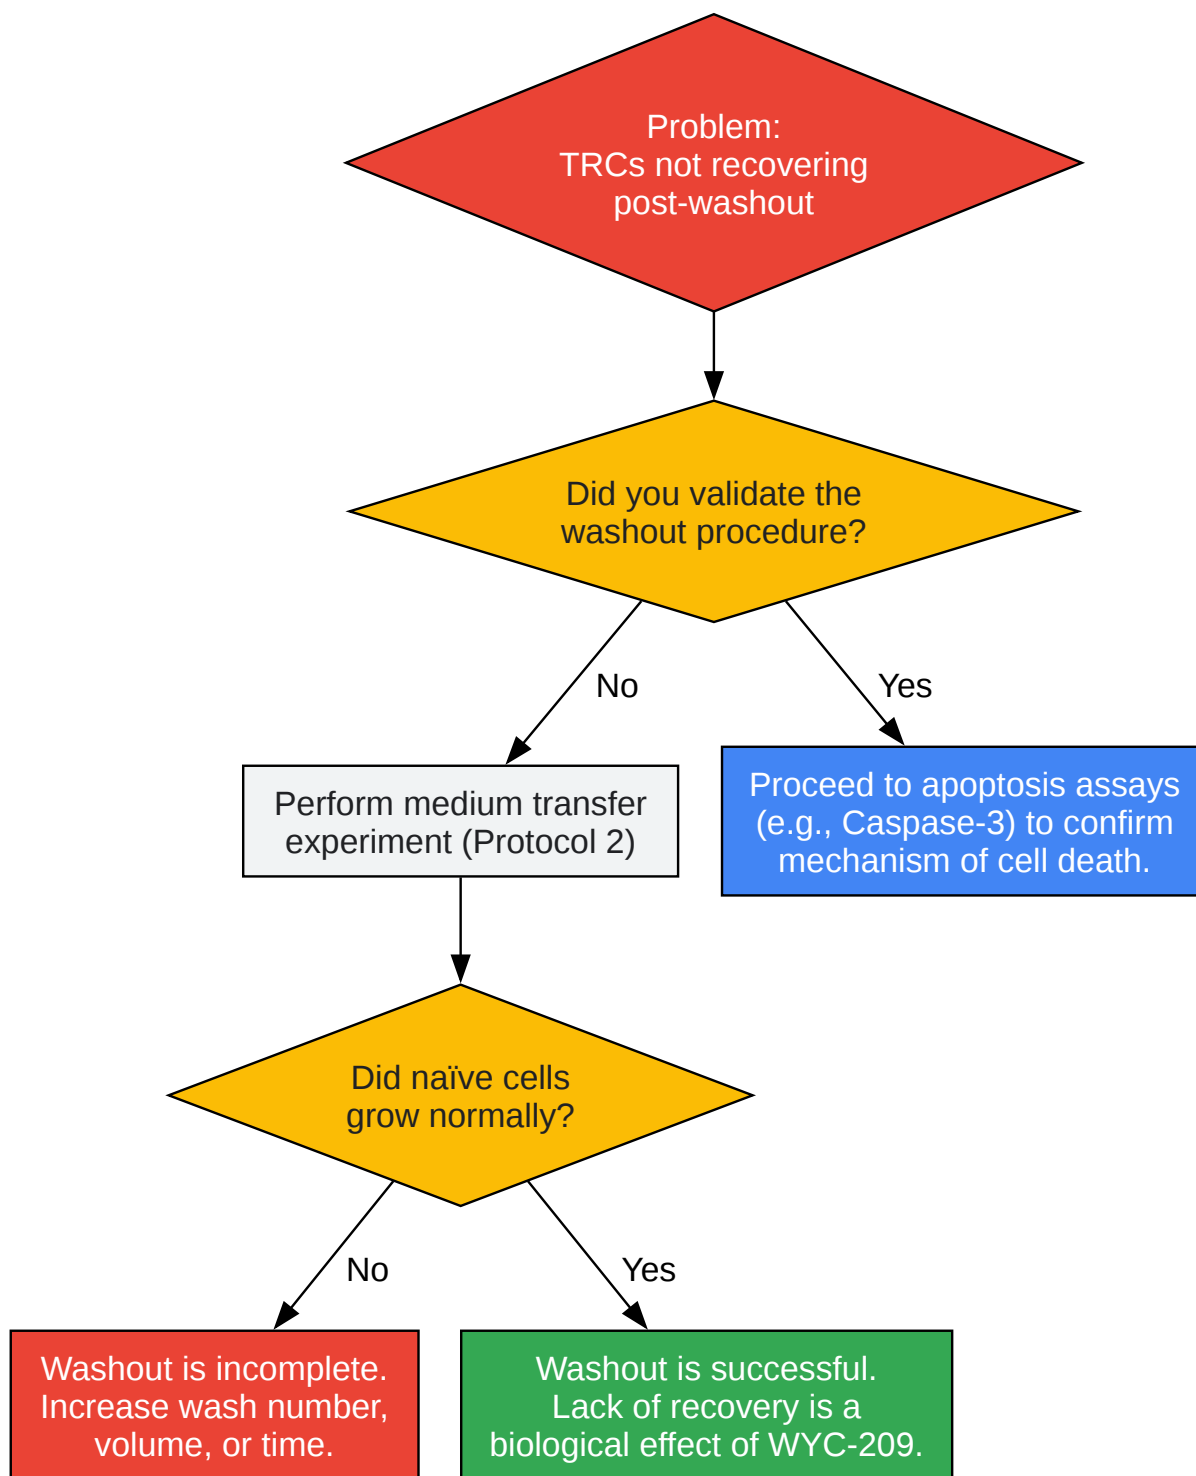 Problem:
TRCs not recovering
post-washout
Did you validate the
washout procedure?
No
Yes
Perform medium transfer
experiment (Protocol 2)
Proceed to apoptosis assays
(e.g., Caspase-3) to confirm
mechanism of cell death.
Did naïve cells
grow normally?
No
Yes
Washout is incomplete.
Increase wash number,
volume, or time.
Washout is successful.
Lack of recovery is a
biological effect of WYC-209.